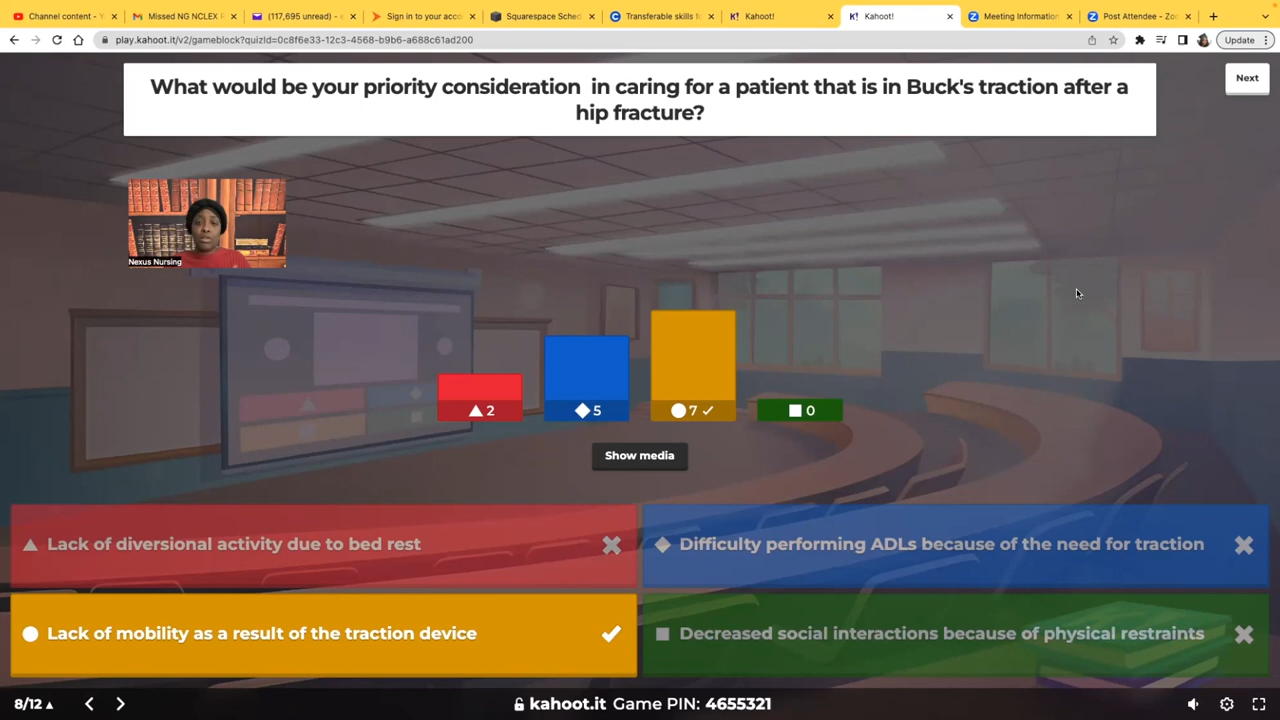 Channel content - Y
Missed NG NCLEX
(117,695 unread) -
Sign in to your acco
Squarespace Sched
Transferable skills fo
Kahoot!
Kahoot!
Meeting Information
Post Attendee - Zoo
play.kahoot.it/v2/gameblock?quizId=0c8f6e33-12c3-4568-b9b6-a688c61ad200
Update
What would be your priority consideration in caring for a patient that is in Buck's traction after a
hip fracture?
Next
Nexus Nursing
2
5
7
0
Show media
Lack of diversional activity due to bed rest
Difficulty performing ADLs because of the need for traction
Lack of mobility as a result of the traction device
Decreased social interactions because of physical restraints
8/12
kahoot.it Game PIN: 4655321